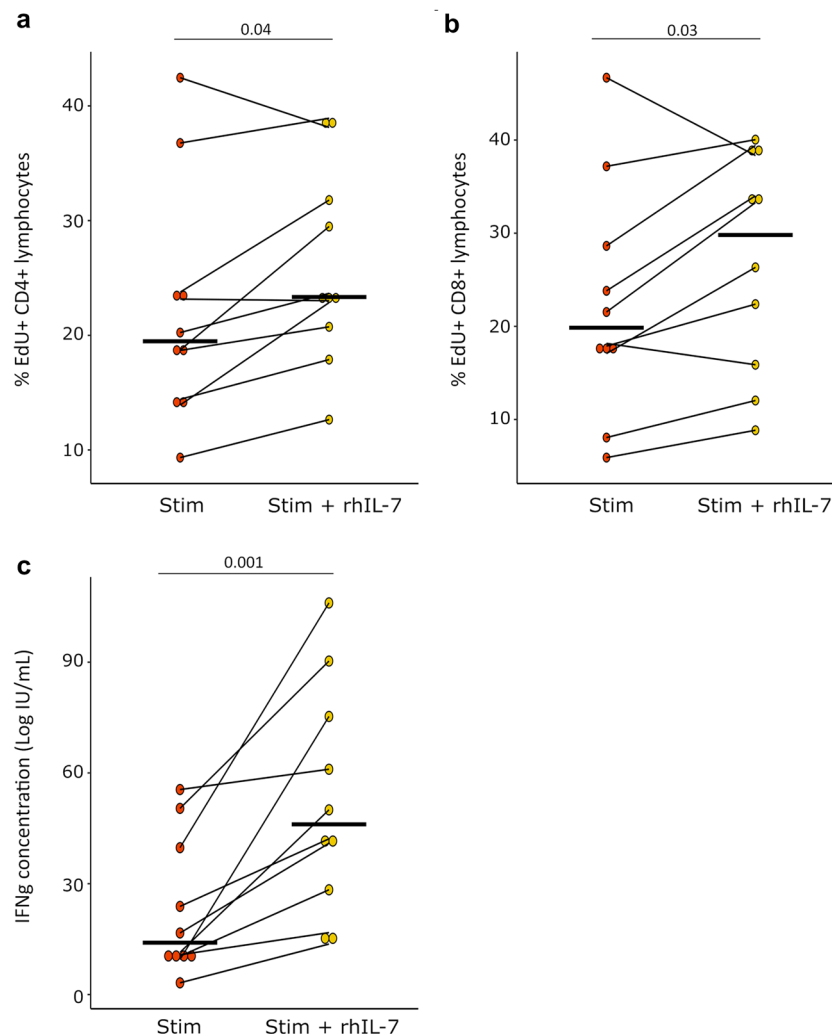 a
0.04
% EdU+ CD4+ lymphocytes
40
30
20
10
Stim
Stim + rhIL-7
b
0.03
% EdU+ CD8+ lymphocytes
40
30
20
10
Stim
Stim + rhIL-7
c
0.001
IFNg concentration (Log IU/mL)
90
60
30
0
Stim
Stim + rhIL-7